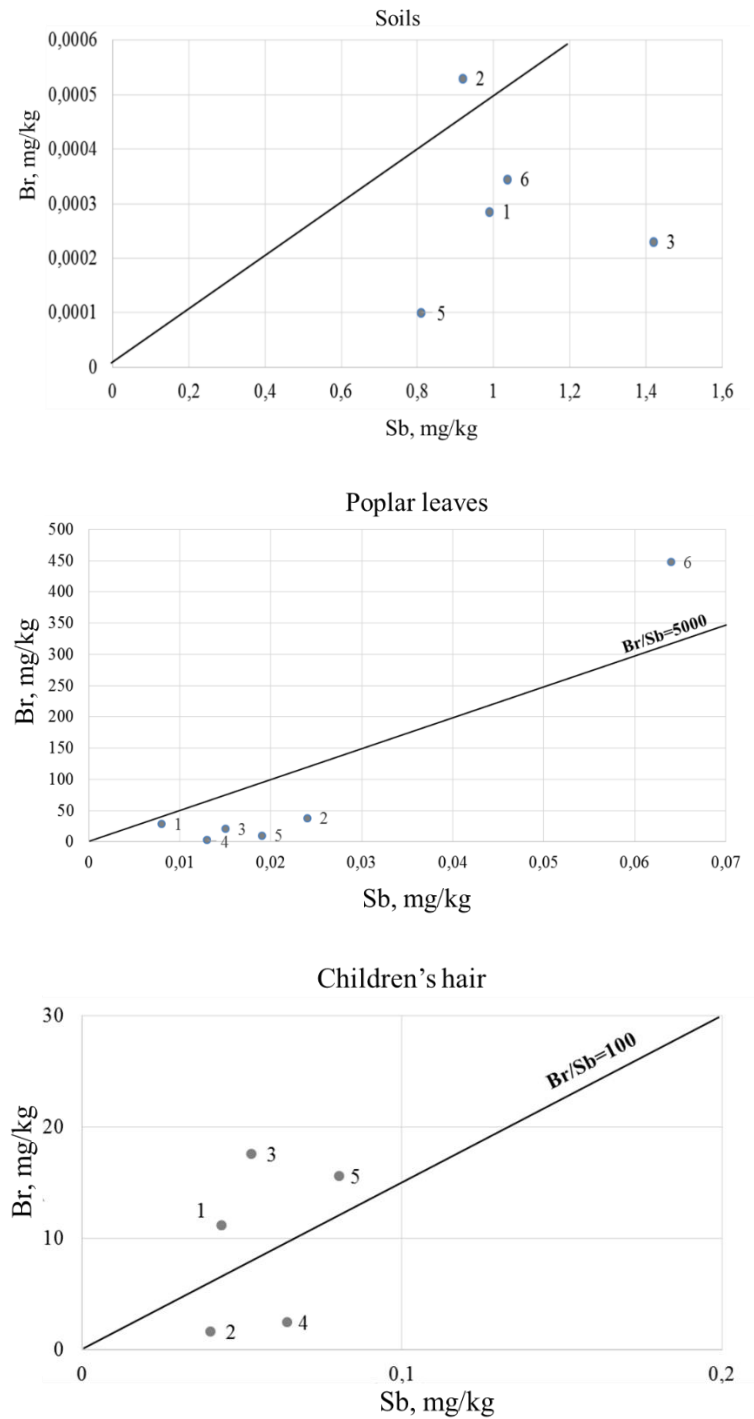 Soils
0,0006
0,0005
0,0004
0,0003
0,0002
0,0001
0
Br, mg/kg
2
6
1
3
5
0 0,2 0,4 0,6 0,8 1 1,2 1,4 1,6
Sb, mg/kg
Poplar leaves
500
450
400
350
300
250
200
150
100
50
0
Br, mg/kg
6
Br/Sb=5000
1
4
3
5
2
0 0,01 0,02 0,03 0,04 0,05 0,06 0,07
Sb, mg/kg
Children's hair
30
20
10
0
Br, mg/kg
Br/Sb=100
3
5
1
2
4
0 0,1 0,2
Sb, mg/kg